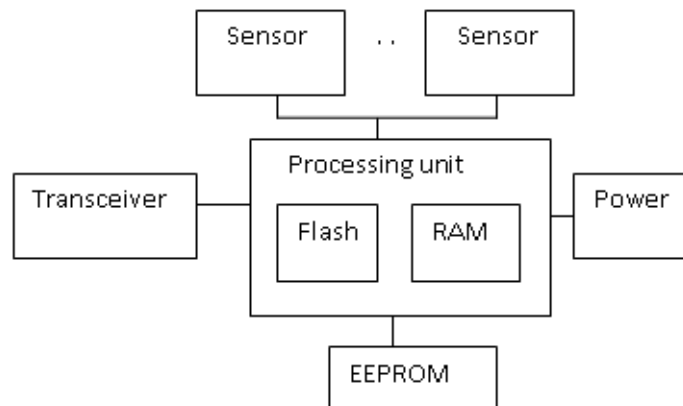 Sensor . . Sensor
Processing unit
Transceiver
Flash
RAM
Power
EEPROM